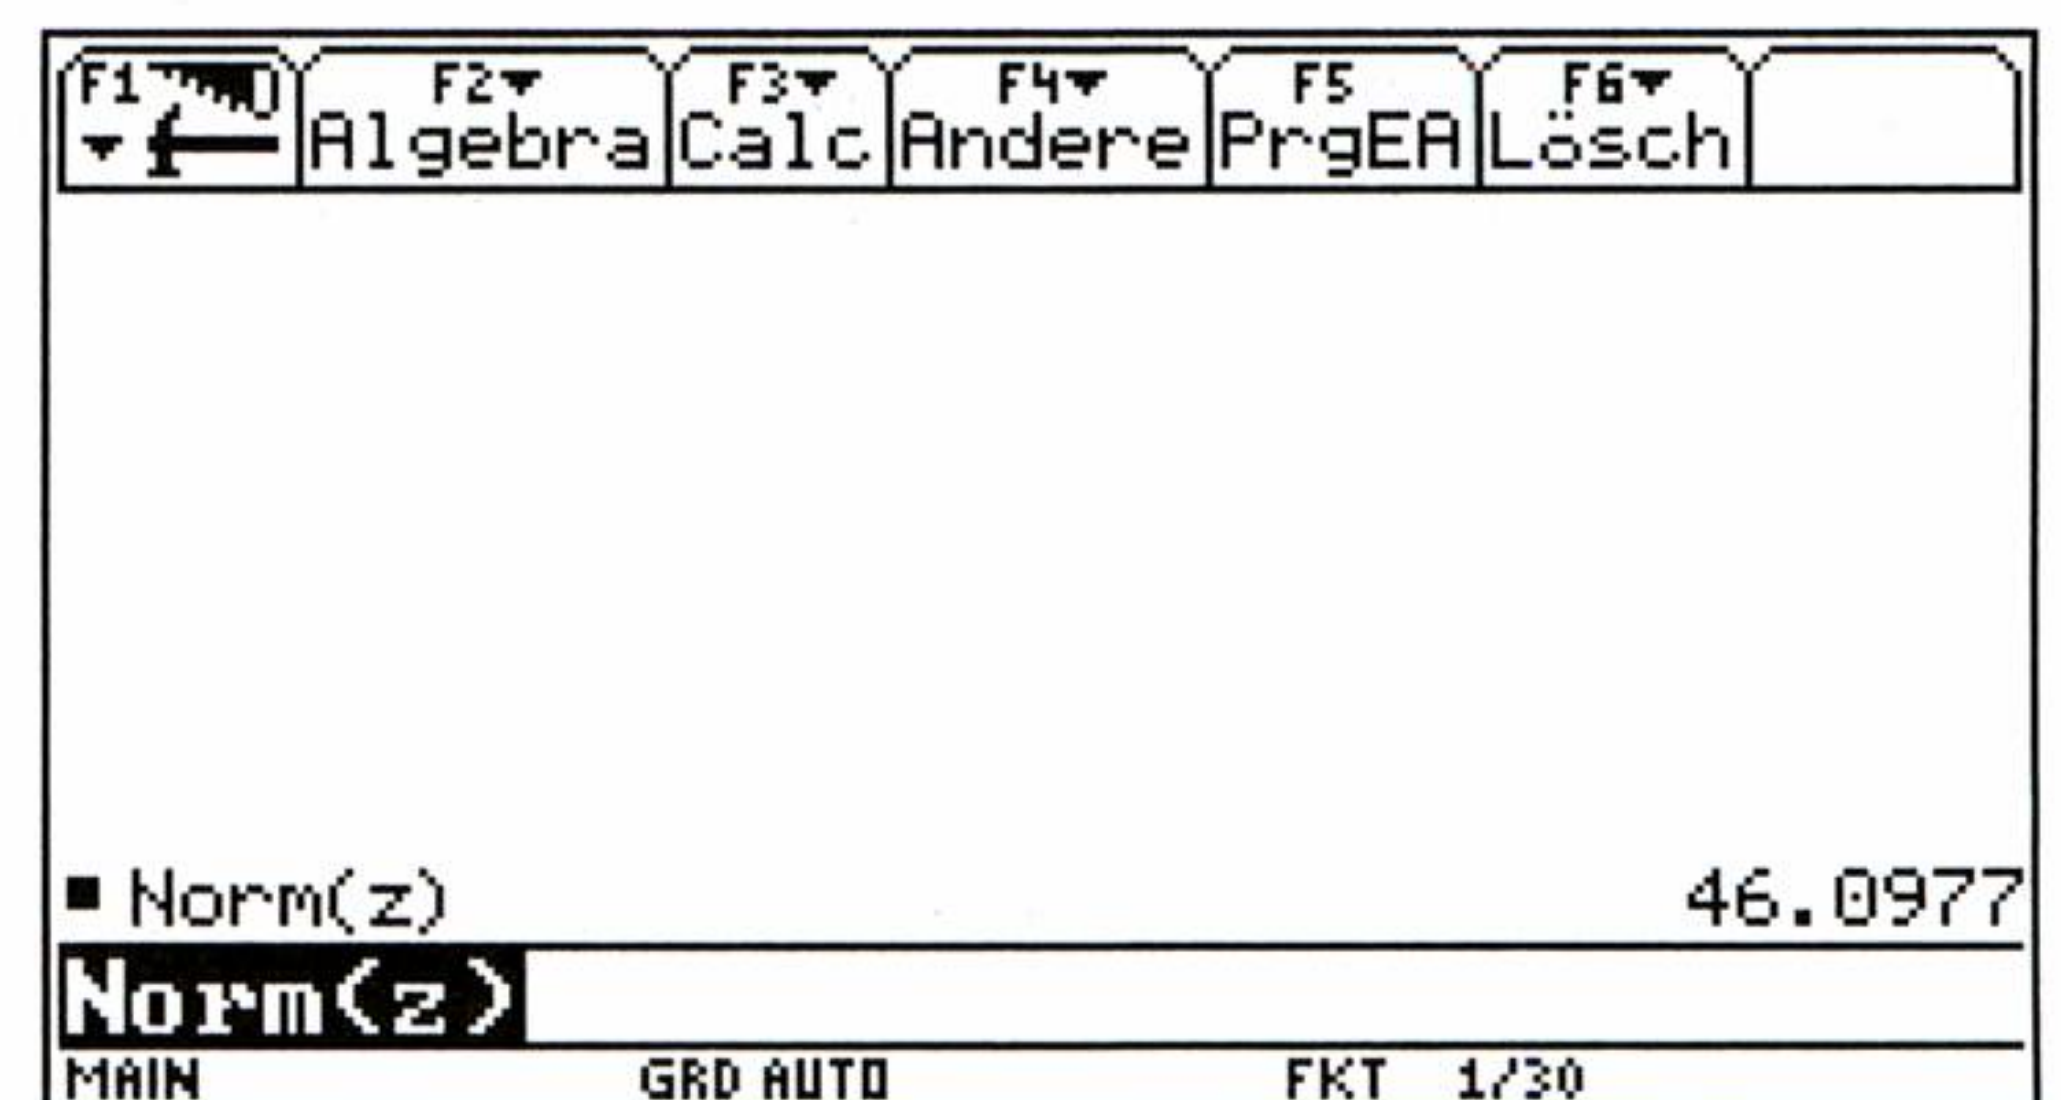 F1 F2 F3 F4 F5 F6
Algebra Calc Andere PrgEA Lösch
Norm(z) 46.0977
Norm(z)
MAIN GRD AUTO FKT 1/30